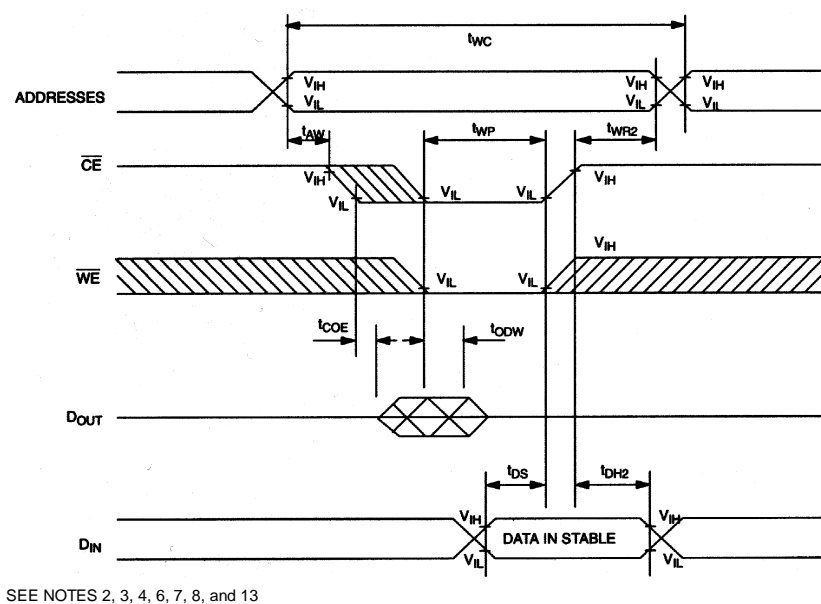 tWC
ADDRESSES
VIH VIH VIH
VIL VIL VIL
tAW tWP tWR2
CE
VIH VIH
VIL VIL VIL
VIH
WE
VIL VIL
tCOE tODW
DOUT
tDS tDH2
VIH VIH
DIN DATA IN STABLE
VIL VIL
SEE NOTES 2, 3, 4, 6, 7, 8, and 13